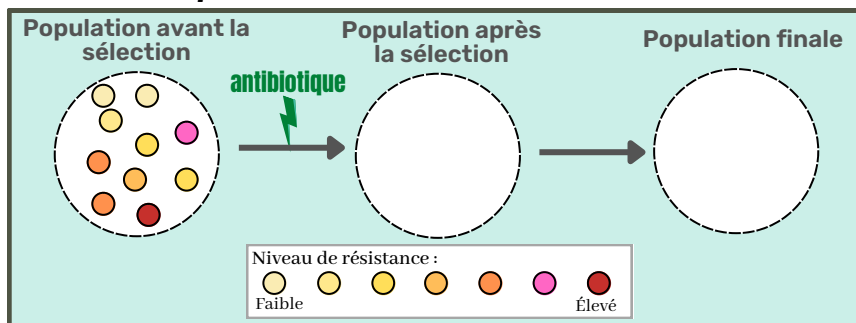 Population avant la
sélection
antibiotique
Population après
la sélection
Population finale
Niveau de résistance :
Faible
Élevé